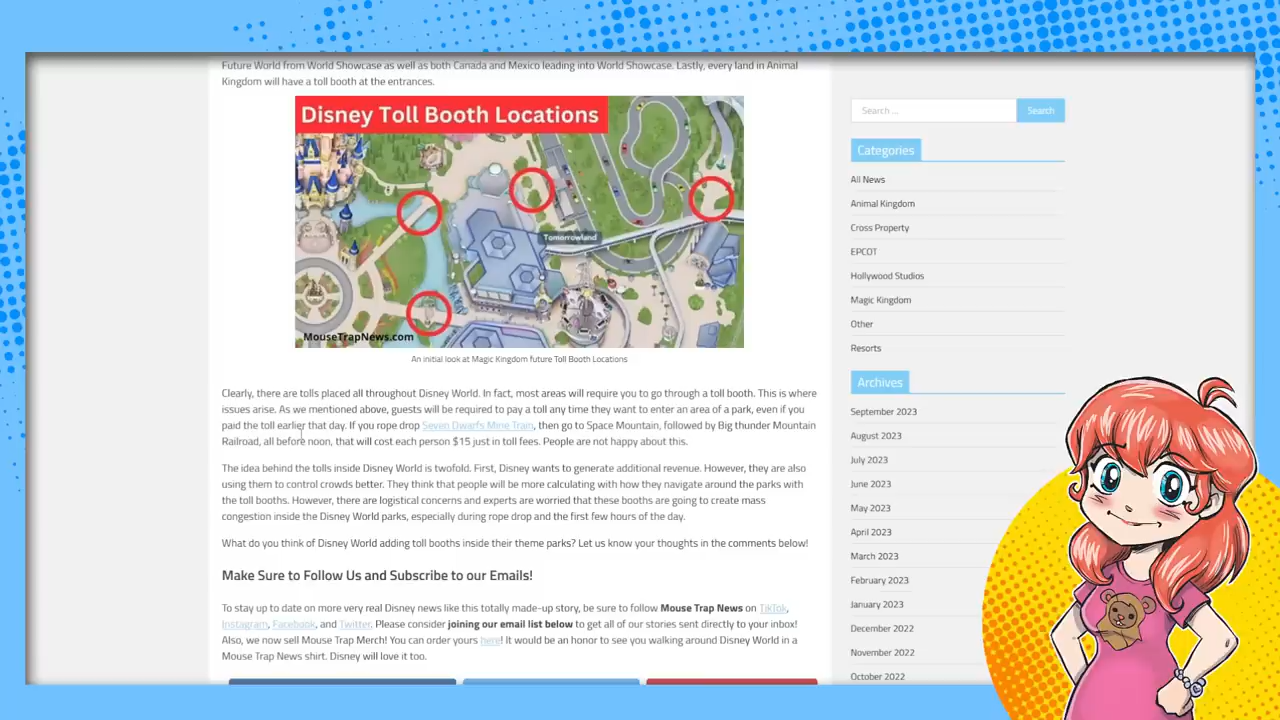 Future World from World Showcase as well as both Canada and Mexico leading into World Showcase. Lastly, every land in Animal
Kingdom will have a toll booth at the entrances.
Disney Toll Booth Locations
Tomorrowland
MouseTrapNews.com
An initial look at Magic Kingdom future Toll Booth Locations
Clearly, there are tolls placed all throughout Disney World. In fact, most areas will require you to go through a toll booth. This is where
issues arise. As we mentioned above, guests will be required to pay a toll any time they want to enter an area of a park, even if you
paid the toll earlier that day. If you rope drop Seven Dwarfs Mine Train, then go to Space Mountain, followed by Big thunder Mountain
Railroad, all before noon, that will cost each person $15 just in toll fees. People are not happy about this.
The idea behind the tolls inside Disney World is twofold. First, Disney wants to generate additional revenue. However, they are also
using them to control crowds better. They think that people will be more calculating with how they navigate around the parks with
the toll booths. However, there are logistical concerns and experts are worried that these booths are going to create mass
congestion inside the Disney World parks, especially during rope drop and the first few hours of the day.
What do you think of Disney World adding toll booths inside their theme parks? Let us know your thoughts in the comments below!
Make Sure to Follow Us and Subscribe to our Emails!
To stay up to date on more very real Disney news like this totally made-up story, be sure to follow Mouse Trap News on TikTok,
Instagram, Facebook, and Twitter. Please consider joining our email list below to get all of our stories sent directly to your inbox!
Also, we now sell Mouse Trap Merch! You can order yours here! It would be an honor to see you walking around Disney World in a
Mouse Trap News shirt. Disney will love it too.
Search ...
Search
Categories
All News
Animal Kingdom
Cross Property
EPCOT
Hollywood Studios
Magic Kingdom
Other
Resorts
Archives
September 2023
August 2023
July 2023
June 2023
May 2023
April 2023
March 2023
February 2023
January 2023
December 2022
November 2022
October 2022